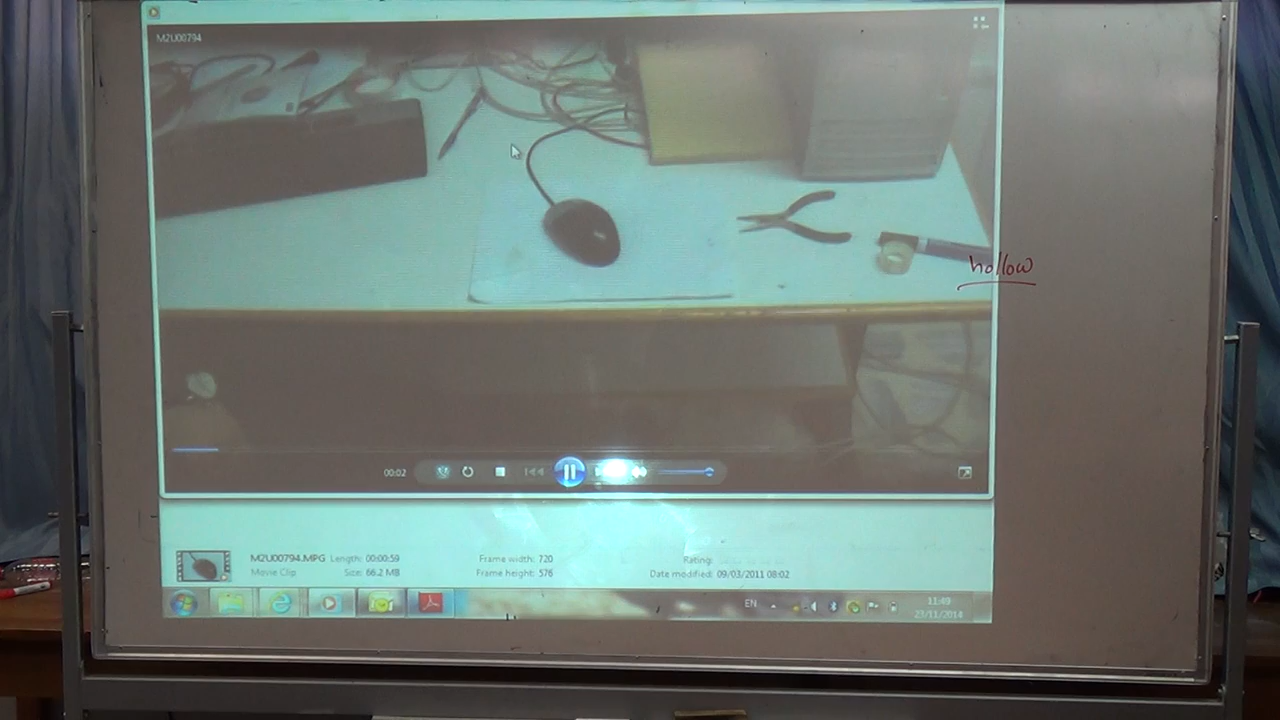 M2U00794
hollow
00:02
M2U00794.MPG Length: 00:00:59 Frame width: 720 Rating:
Movie Clip Size: 66.2 MB Frame height: 576 Date modified: 09/03/2011 08:02
EN 11:49
23/11/2014